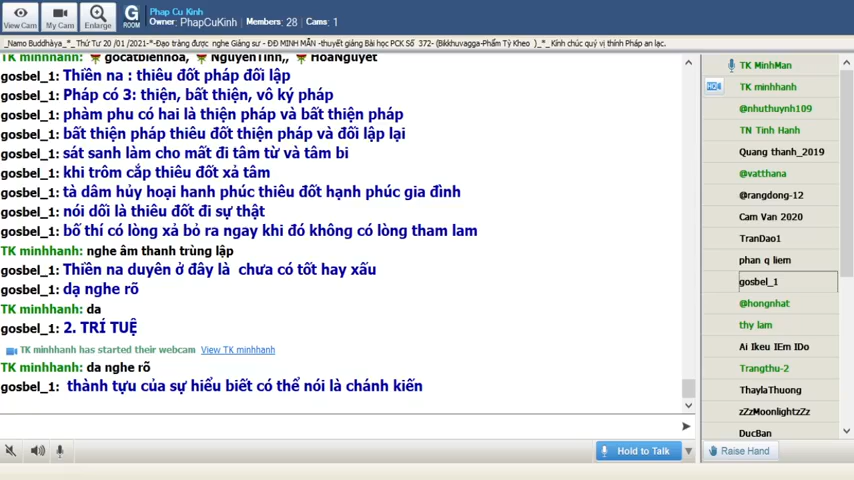 View Cam
My Cam
Enlarge
G
ROOM
Phap Cu Kinh
Owner: PhapCuKinh | Members: 28 | Cams: 1
_Namo Buddhàya_*_ Thứ Tư 20 /01 /2021-*-Đạo tràng được nghe Giảng sư - ĐĐ MINH MẪN -thuyết giảng Bài học PCK Số 372- (Bikkhuvagga-Phẩm Tỳ Kheo )_*_ Kính chúc quý vị thính Pháp an lạc.
TK minhhanh: gocatbienhoa, NguyenTinh,, HoaNguyet
gosbel_1: Thiền na : thiêu đốt pháp đối lập
gosbel_1: Pháp có 3: thiện, bất thiện, vô ký pháp
gosbel_1: phàm phu có hai là thiện pháp và bất thiện pháp
gosbel_1: bất thiện pháp thiêu đốt thiện pháp và đối lập lại
gosbel_1: sát sanh làm cho mất đi tâm từ và tâm bi
gosbel_1: khi trôm cắp thiêu đốt xả tâm
gosbel_1: tà dâm hủy hoại hanh phúc thiêu đốt hạnh phúc gia đình
gosbel_1: nói dối là thiêu đốt đi sự thật
gosbel_1: bố thí có lòng xả bỏ ra ngay khi đó không có lòng tham lam
TK minhhanh: nghe âm thanh trùng lập
gosbel_1: Thiền na duyên ở đây là chưa có tốt hay xấu
gosbel_1: dạ nghe rõ
TK minhhanh: da
gosbel_1: 2. TRÍ TUỆ
TK minhhanh has started their webcam View TK minhhanh
TK minhhanh: da nghe rõ
gosbel_1: thành tựu của sự hiểu biết có thể nói là chánh kiến
Hold to Talk
TK MinhMan
TK minhhanh
@nhuthuynh109
TN Tinh Hanh
Quang thanh_2019
@vatthana
@rangdong-12
Cam Van 2020
TranDao1
phan q liem
gosbel_1
@hongnhat
thy lam
Ai Ikeu IEm IDo
Trangthu-2
ThaylaThuong
zZzMoonlightzZz
DucBan
Raise Hand